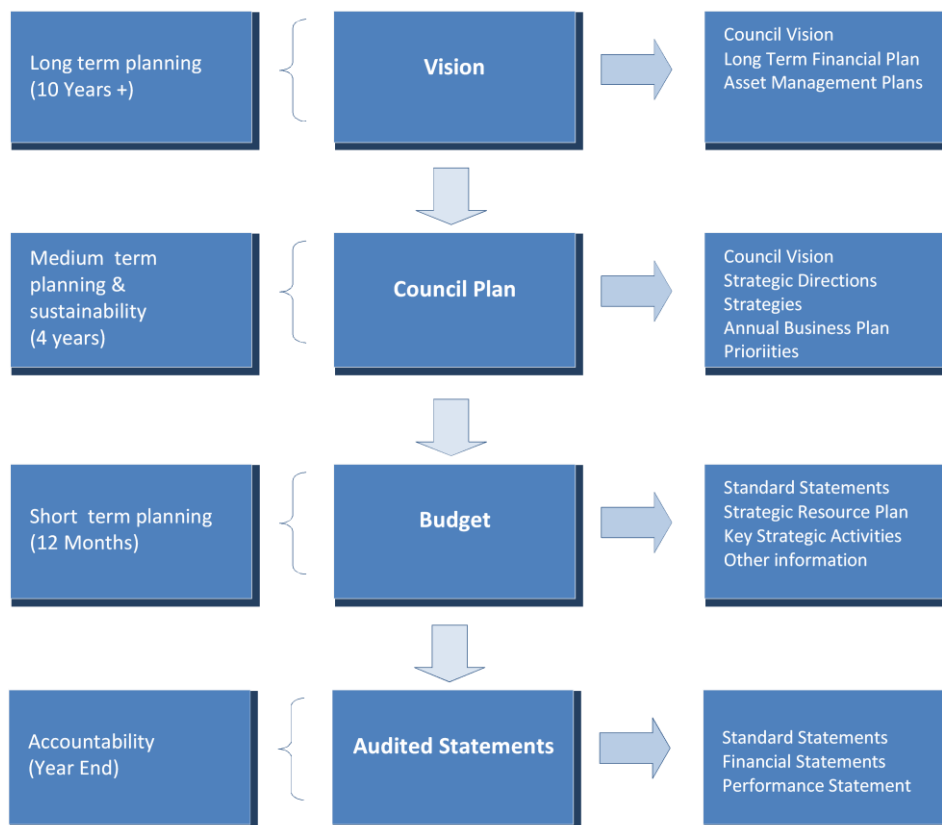 Long term planning
(10 Years +)
Vision
Council Vision
Long Term Financial Plan
Asset Management Plans
Medium term
planning &
sustainability
(4 years)
Council Plan
Council Vision
Strategic Directions
Strategies
Annual Business Plan
Prioriities
Short term planning
(12 Months)
Budget
Standard Statements
Strategic Resource Plan
Key Strategic Activities
Other information
Accountability
(Year End)
Audited Statements
Standard Statements
Financial Statements
Performance Statement